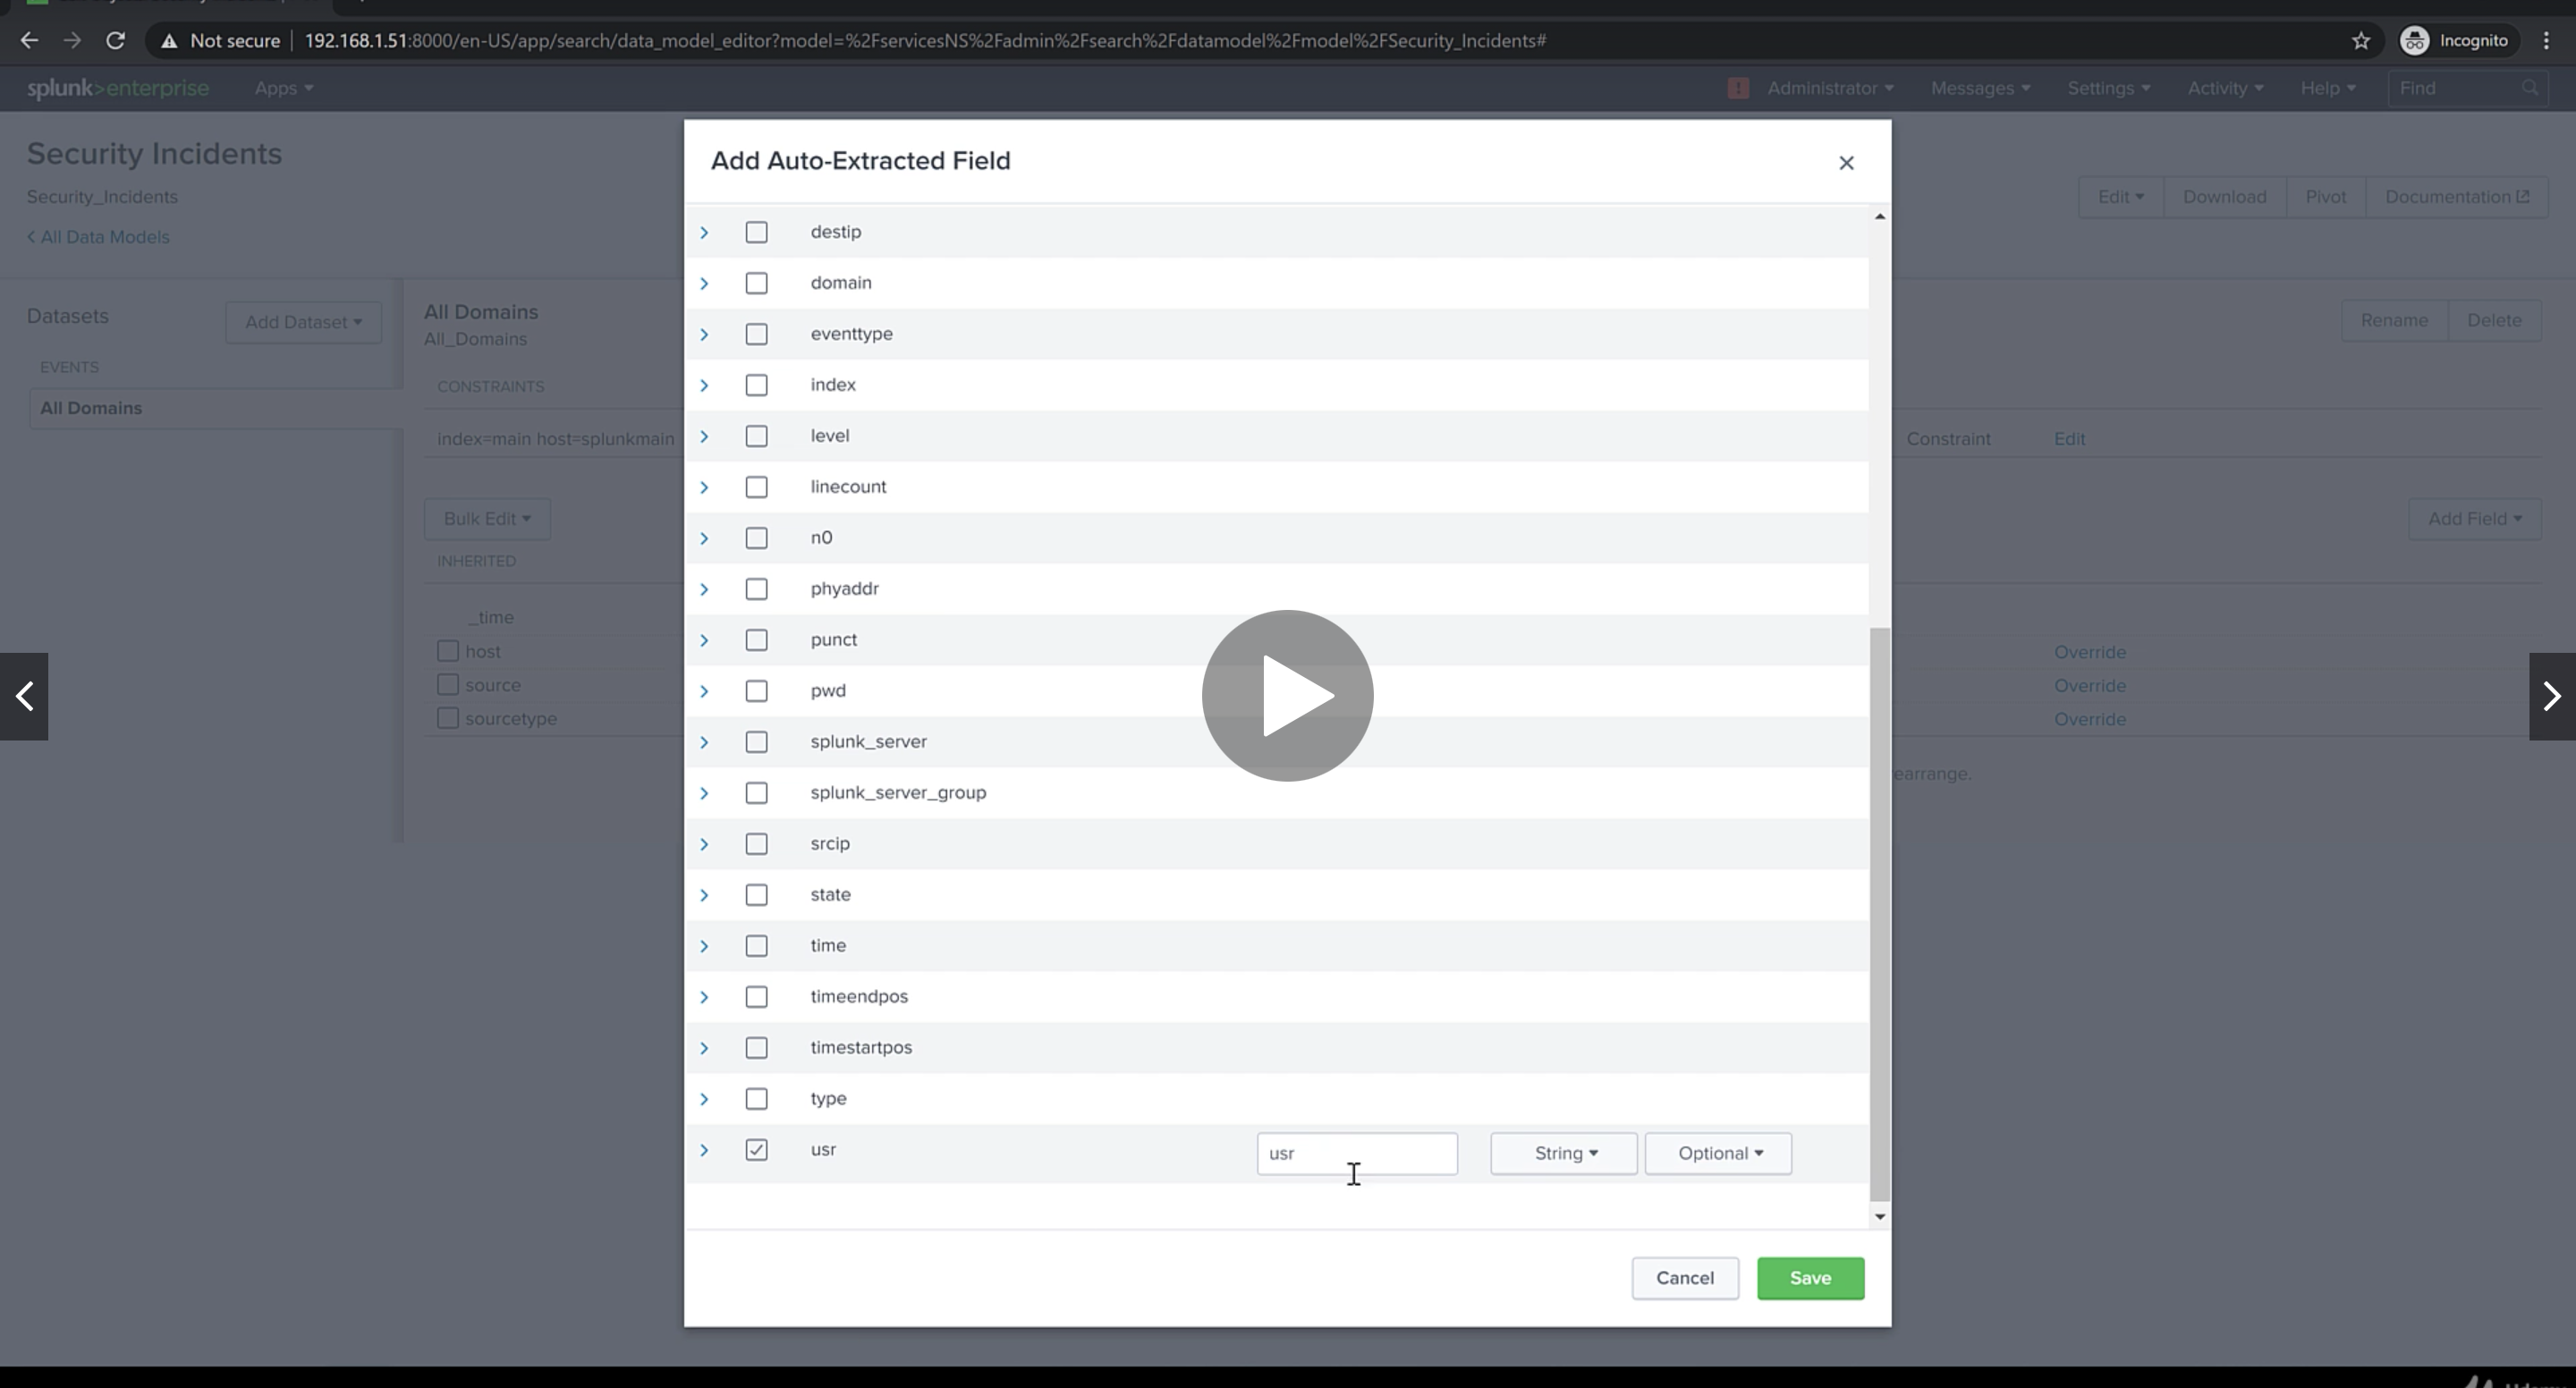 Not secure 192.168.1.51:8000/en-US/app/search/data_model_editor?model=%2FservicesNS%2Fadmin%2Fsearch%2Fdatamodel%2Fmodel%2FSecurity_Incidents# Incognito
splunk>enterprise Apps ! Administrator Messages Settings Activity Help Find
Security Incidents
Security_Incidents
All Data Models
Edit Download Pivot Documentation
Datasets Add Dataset
EVENTS
All Domains
All Domains
All_Domains
Rename Delete
CONSTRAINTS
index=main host=splunkmain Constraint Edit
Bulk Edit Add Field
INHERITED
_time
host Override
source Override
sourcetype Override
earrange.
Add Auto-Extracted Field
destip
domain
eventtype
index
level
linecount
n0
phyaddr
punct
pwd
splunk_server
splunk_server_group
srcip
state
time
timeendpos
timestartpos
type
usr usr String Optional
Cancel Save